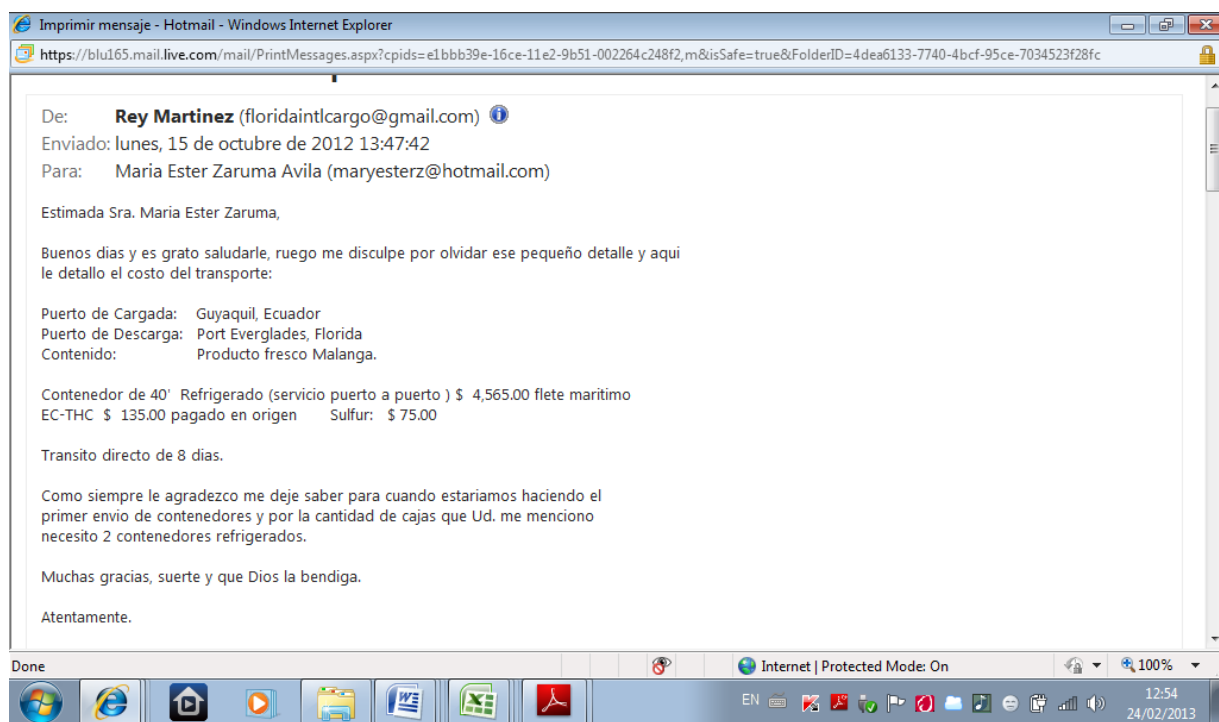 Imprimir mensaje - Hotmail - Windows Internet Explorer
https://blu165.mail.live.com/mail/PrintMessages.aspx?cpids=e1bbb39e-16ce-11e2-9b51-002264c248f2,m&isSafe=true&FolderID=4dea6133-7740-4bcf-95ce-7034523f28fc
De: Rey Martinez (floridaintlcargo@gmail.com)
Enviado: lunes, 15 de octubre de 2012 13:47:42
Para: Maria Ester Zaruma Avila (maryesterz@hotmail.com)
Estimada Sra. Maria Ester Zaruma,
Buenos dias y es grato saludarle, ruego me disculpe por olvidar ese pequeño detalle y aqui
le detallo el costo del transporte:
Puerto de Cargada: Guyaquil, Ecuador
Puerto de Descarga: Port Everglades, Florida
Contenido: Producto fresco Malanga.
Contenedor de 40' Refrigerado (servicio puerto a puerto ) $ 4,565.00 flete maritimo
EC-THC $ 135.00 pagado en origen Sulfur: $ 75.00
Transito directo de 8 dias.
Como siempre le agradezco me deje saber para cuando estariamos haciendo el
primer envio de contenedores y por la cantidad de cajas que Ud. me menciono
necesito 2 contenedores refrigerados.
Muchas gracias, suerte y que Dios la bendiga.
Atentamente.
Done
Internet | Protected Mode: On
100%
EN
12:54
24/02/2013